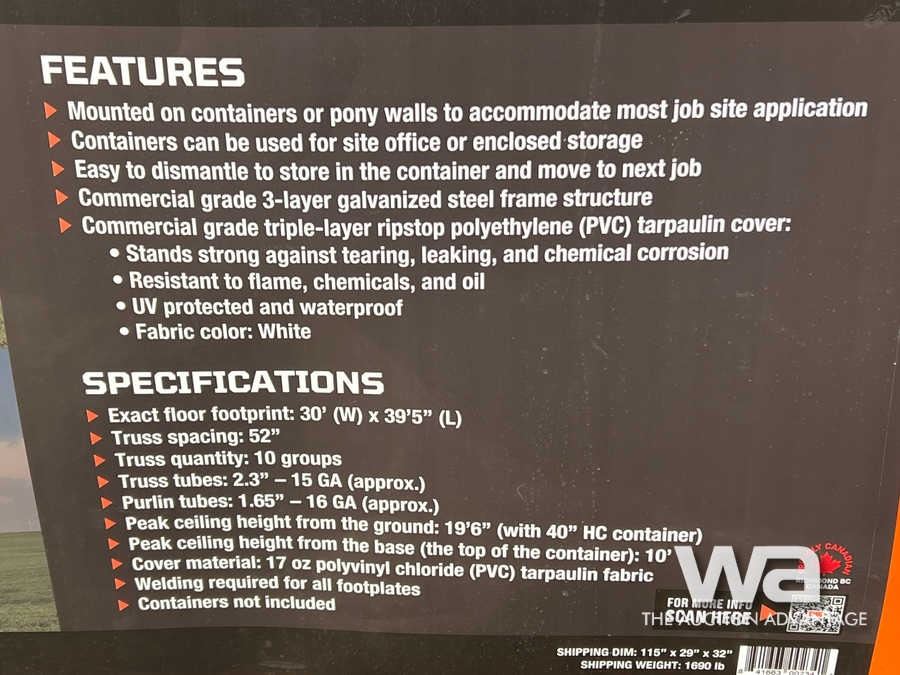 FEATURES
Mounted on containers or pony walls to accommodate most job site application
Containers can be used for site office or enclosed storage
Easy to dismantle to store in the container and move to next job
Commercial grade 3-layer galvanized steel frame structure
Commercial grade triple-layer ripstop polyethylene (PVC) tarpaulin cover:
• Stands strong against tearing, leaking, and chemical corrosion
• Resistant to flame, chemicals, and oil
• UV protected and waterproof
• Fabric color: White
SPECIFICATIONS
Exact floor footprint: 30’ (W) x 39’5” (L)
Truss spacing: 52”
Truss quantity: 10 groups
Truss tubes: 2.3” – 15 GA (approx.)
Purlin tubes: 1.65” – 16 GA (approx.)
Peak ceiling height from the ground: 19’6” (with 40” HC container)
Peak ceiling height from the base (the top of the container): 10’
Cover material: 17 oz polyvinyl chloride (PVC) tarpaulin fabric
Welding required for all footplates
Containers not included
wa
THE AUCTION ADVANTAGE
CANADIAN
RICHMOND BC
CANADA
FOR MORE INFO
SCAN HERE
SHIPPING DIM: 115” x 29” x 32”
SHIPPING WEIGHT: 1690 lb